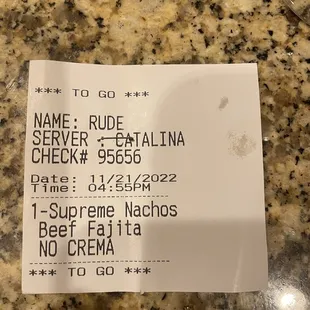 *** TO GO ***
NAME: RUDE
SERVER : CATALINA
CHECK# 95656
Date: 11/21/2022
Time: 04:55PM
1-Supreme Nachos
Beef Fajita
NO CREMA
*** TO GO ***